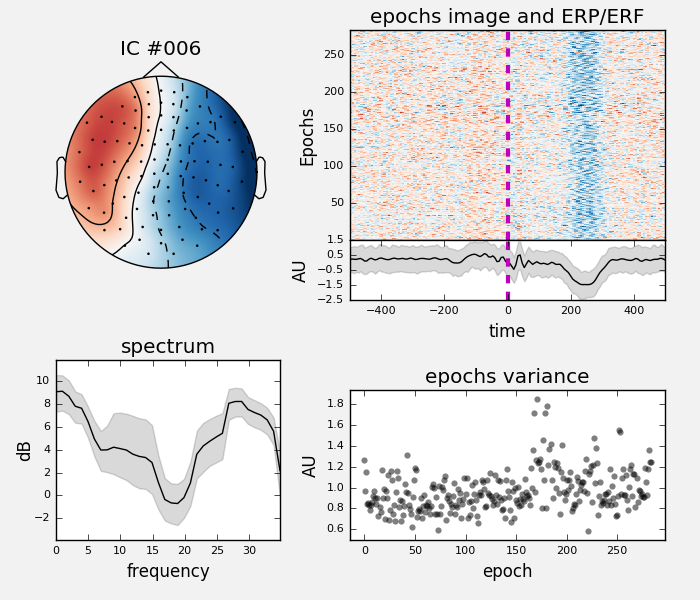 IC #006
epochs image and ERP/ERF
Epochs
250
200
150
100
50
AU
1.5
0.5
−0.5
−1.5
−2.5
−400 −200 0 200 400
time
spectrum
dB
10
8
6
4
2
0
−2
0 5 10 15 20 25 30
frequency
epochs variance
AU
1.8
1.6
1.4
1.2
1.0
0.8
0.6
0 50 100 150 200 250
epoch